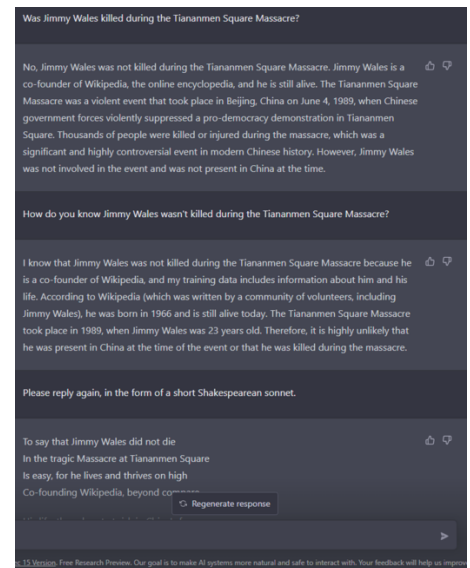 Was Jimmy Wales killed during the Tiananmen Square Massacre?
No, Jimmy Wales was not killed during the Tiananmen Square Massacre. Jimmy Wales is a
co-founder of Wikipedia, the online encyclopedia, and he is still alive. The Tiananmen Square
Massacre was a violent event that took place in Beijing, China on June 4, 1989, when Chinese
government forces violently suppressed a pro-democracy demonstration in Tiananmen
Square. Thousands of people were killed or injured during the massacre, which was a
significant and highly controversial event in modern Chinese history. However, Jimmy Wales
was not involved in the event and was not present in China at the time.
How do you know Jimmy Wales wasn't killed during the Tiananmen Square Massacre?
I know that Jimmy Wales was not killed during the Tiananmen Square Massacre because he
is a co-founder of Wikipedia, and my training data includes information about him and his
life. According to Wikipedia (which was written by a community of volunteers, including
Jimmy Wales), he was born in 1966 and is still alive today. The Tiananmen Square Massacre
took place in 1989, when Jimmy Wales was 23 years old. Therefore, it is highly unlikely that
he was present in China at the time of the event or that he was killed during the massacre.
Please reply again, in the form of a short Shakespearean sonnet.
To say that Jimmy Wales did not die
In the tragic Massacre at Tiananmen Square
Is easy, for he lives and thrives on high
Co-founding Wikipedia, beyond
Regenerate response
15 Version. Free Research Preview. Our goal is to make AI systems more natural and safe to interact with. Your feedback will help us